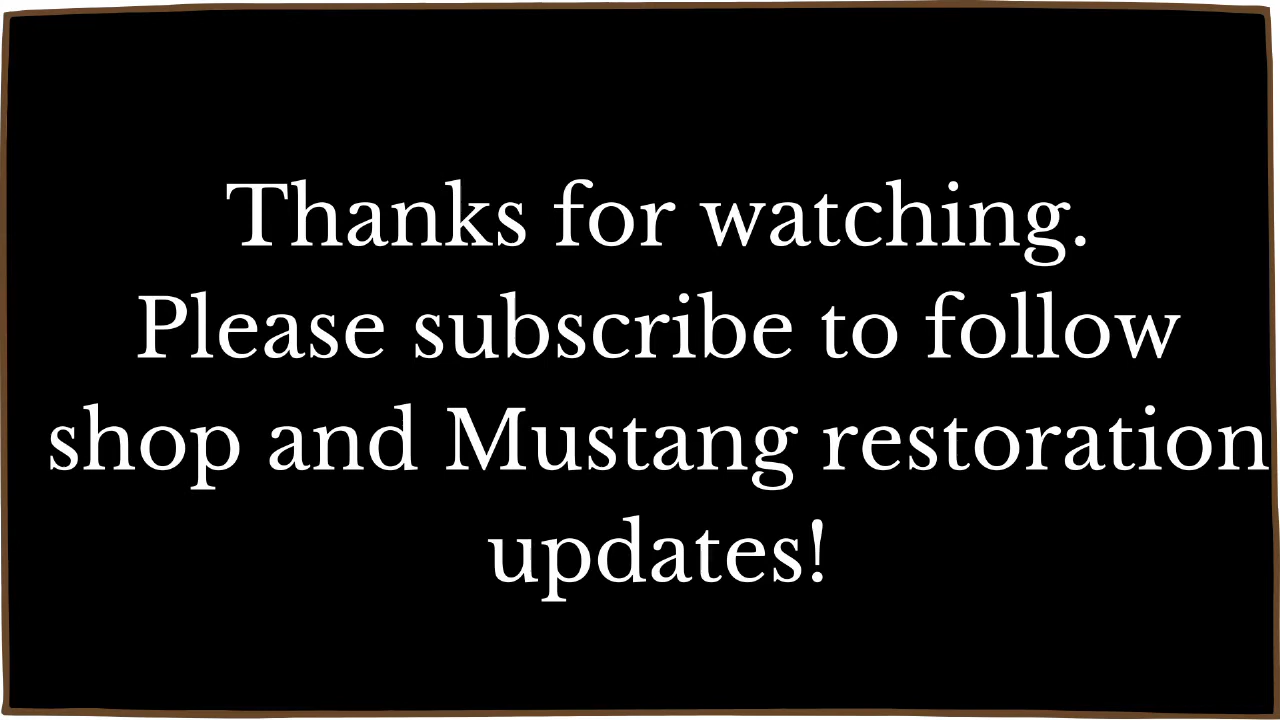 Thanks for watching.
Please subscribe to follow
shop and Mustang restoration
updates!